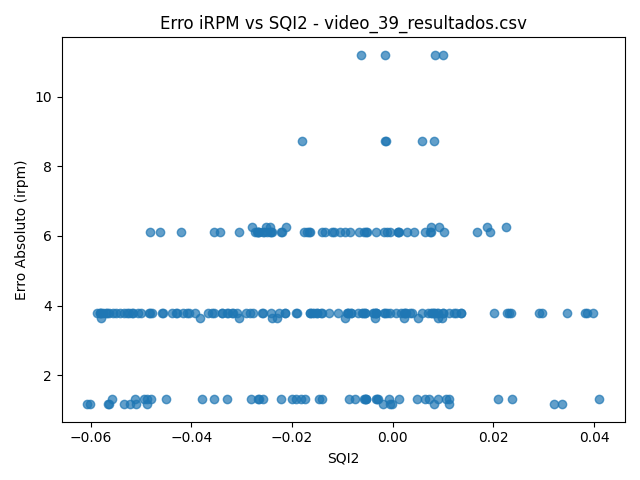 Erro iRPM vs SQI2 - video_39_resultados.csv
Erro Absoluto (irpm)
10
8
6
4
2
−0.06 −0.04 −0.02 0.00 0.02 0.04
SQI2